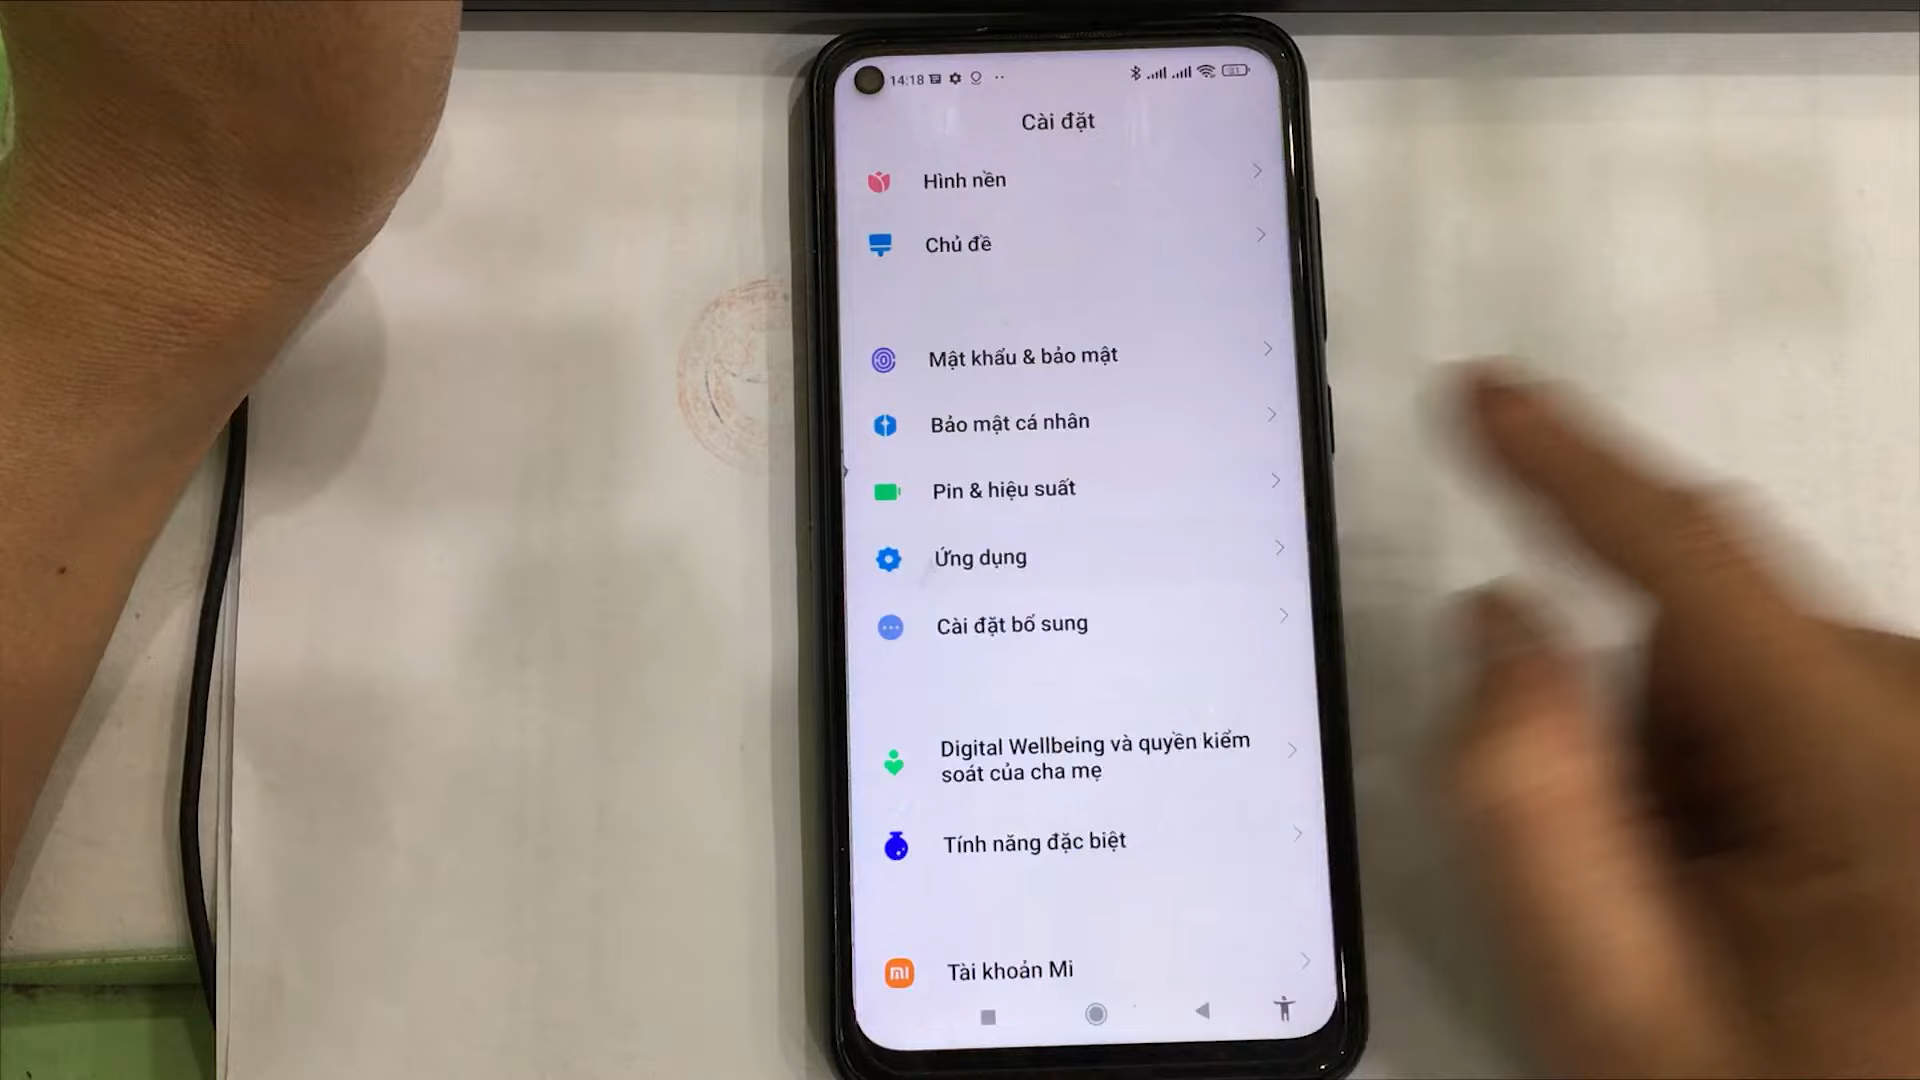 14:18
31
Cài đặt
Hình nền
Chủ đề
Mật khẩu & bảo mật
Bảo mật cá nhân
Pin & hiệu suất
Ứng dụng
Cài đặt bổ sung
Digital Wellbeing và quyền kiểm
soát của cha mẹ
Tính năng đặc biệt
mi
Tài khoản Mi